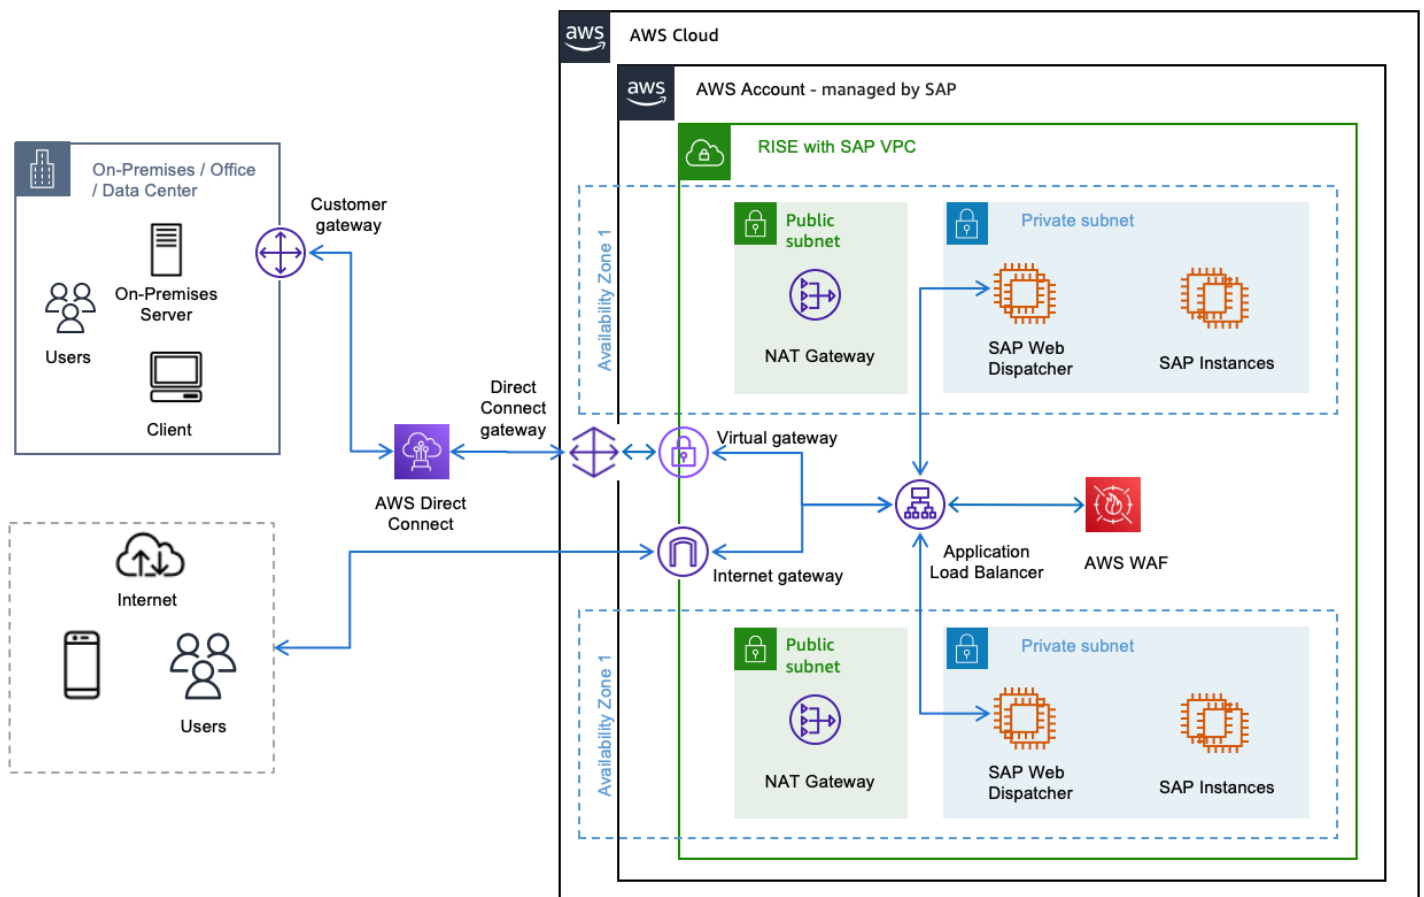 aws
AWS Cloud
aws
AWS Account - managed by SAP
RISE with SAP VPC
On-Premises / Office
/ Data Center
Customer
gateway
On-Premises
Server
Users
Client
Availability Zone 1
Public
subnet
NAT Gateway
Private subnet
SAP Web
Dispatcher
SAP Instances
Direct
Connect
gateway
Virtual gateway
AWS Direct
Connect
Internet gateway
Application
Load Balancer
AWS WAF
Internet
Users
Availability Zone 1
Public
subnet
NAT Gateway
Private subnet
SAP Web
Dispatcher
SAP Instances